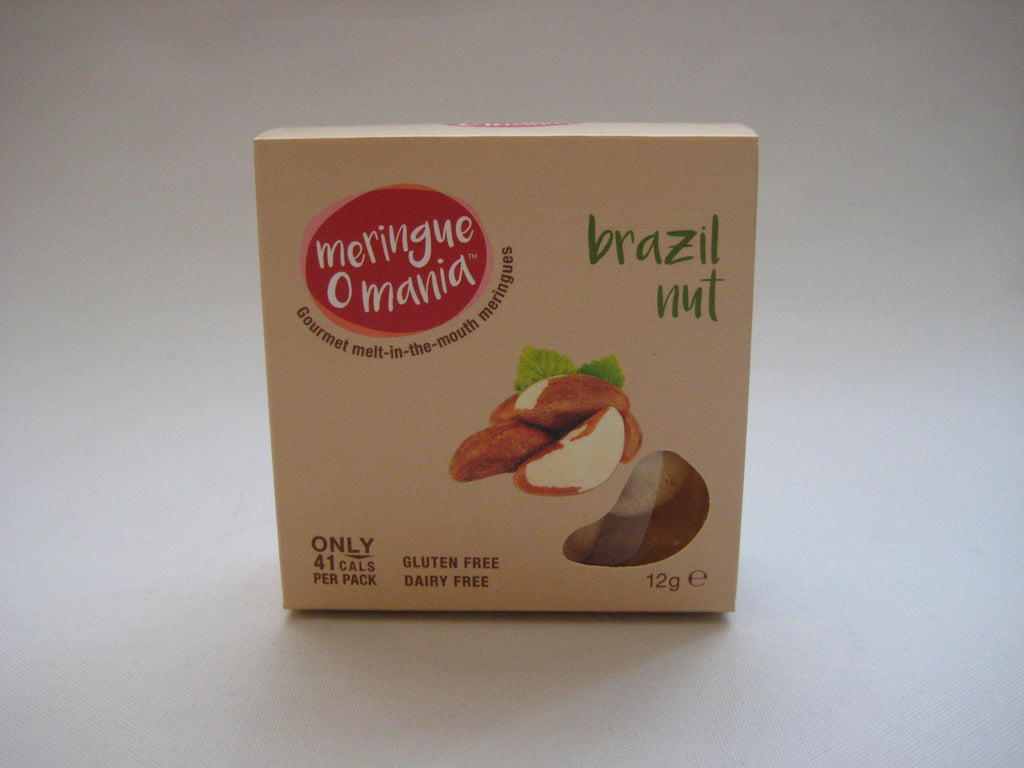 meringue
O mania™
Gourmet melt-in-the-mouth meringues
brazil
nut
ONLY
41 CALS
PER PACK
GLUTEN FREE
DAIRY FREE
12g ℮